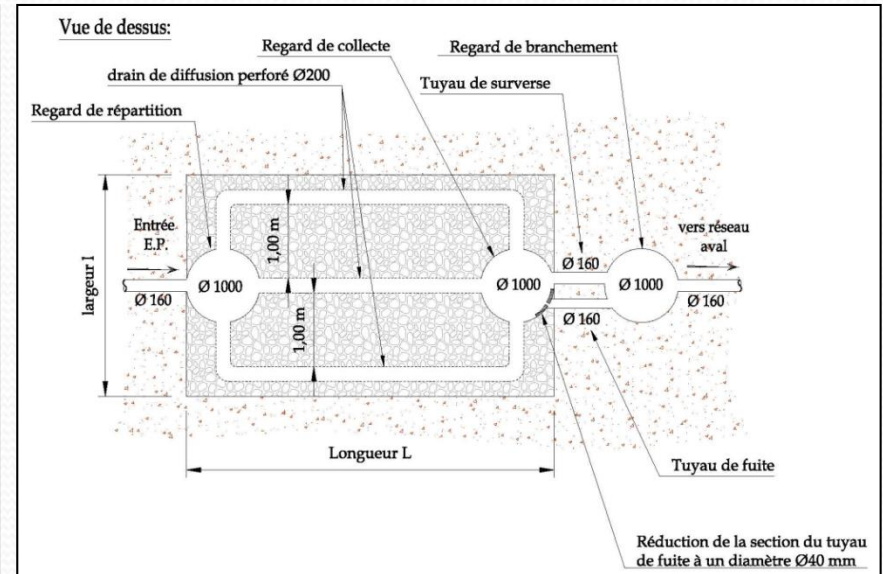 Vue de dessus:
Regard de collecte
Regard de branchement
drain de diffusion perforé Ø200
Tuyau de surverse
Regard de répartition
largeur l
Entrée
E.P.
1,00 m
vers réseau
aval
Ø 160
Ø 160
Ø 1000
Ø 1000
Ø 1000
Ø 160
Ø 160
1,00 m
Longueur L
Tuyau de fuite
Réduction de la section du tuyau
de fuite à un diamètre Ø40 mm